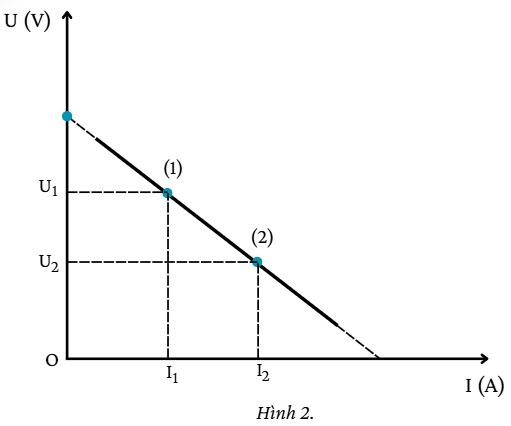 U (V)
(1)
U₁
(2)
U₂
O
I₁
I₂
I (A)
Hình 2.